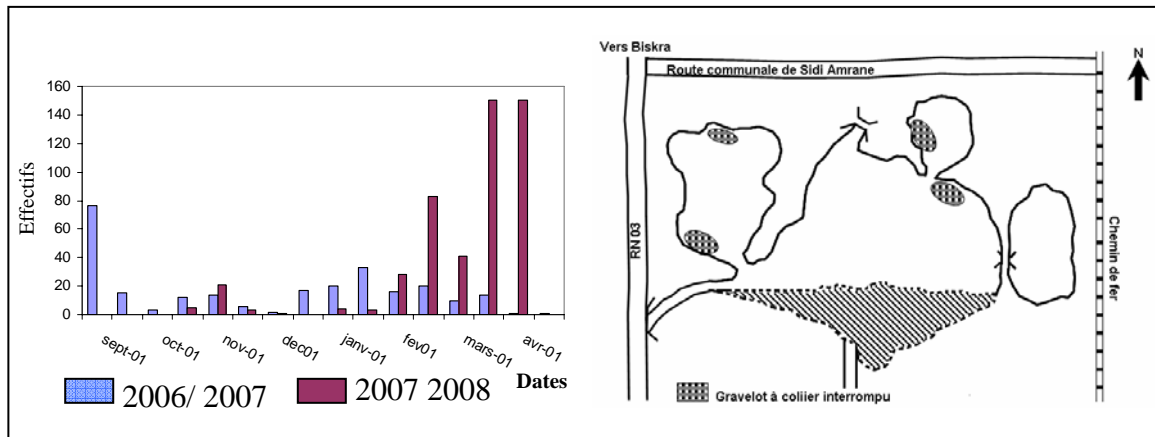 160
140
120
100
80
60
40
20
0
Effectifs
sept-01
oct-01
nov-01
dec01
janv-01
fev01
mars-01
avr-01
Dates
2006/ 2007
2007 2008
Vers Biskra
Route communale de Sidi Amrane
N
RN 03
Chemin de fer
Gravelot à coliier interrompu